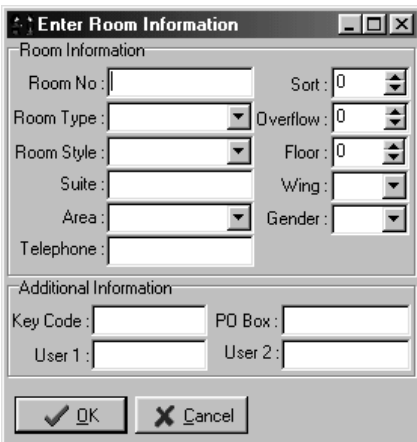 Enter Room Information
Room Information
Room No : Sort : 0
Room Type : Overflow : 0
Room Style : Floor : 0
Suite : Wing :
Area : Gender :
Telephone :
Additional Information
Key Code : PO Box :
User 1 : User 2 :
OK Cancel